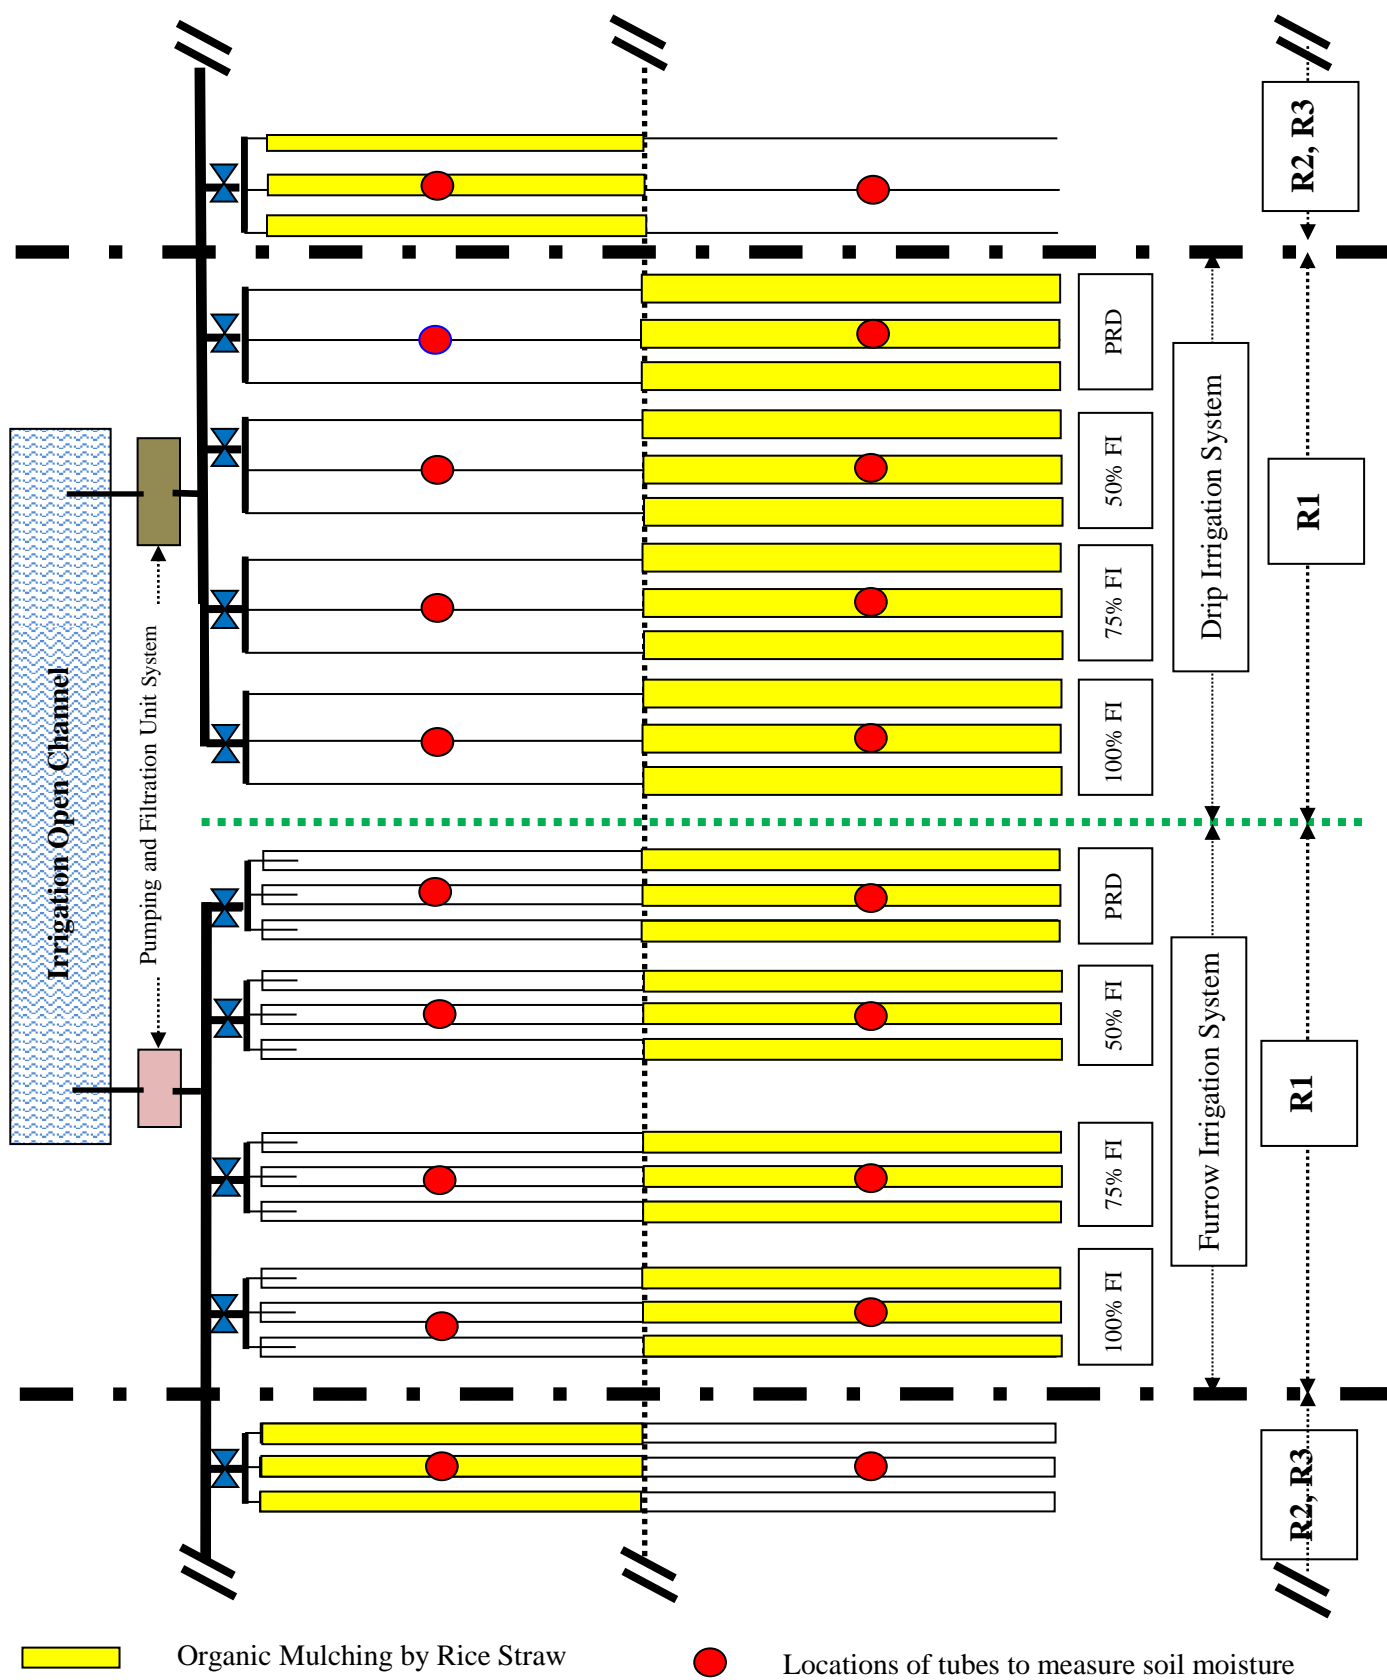 R2, R3
PRD
50% FI
75% FI
100% FI
Drip Irrigation System
R1
Irrigation Open Channel
Pumping and Filtration Unit System
PRD
50% FI
75% FI
100% FI
Furrow Irrigation System
R1
R2, R3
Organic Mulching by Rice Straw
Locations of tubes to measure soil moisture